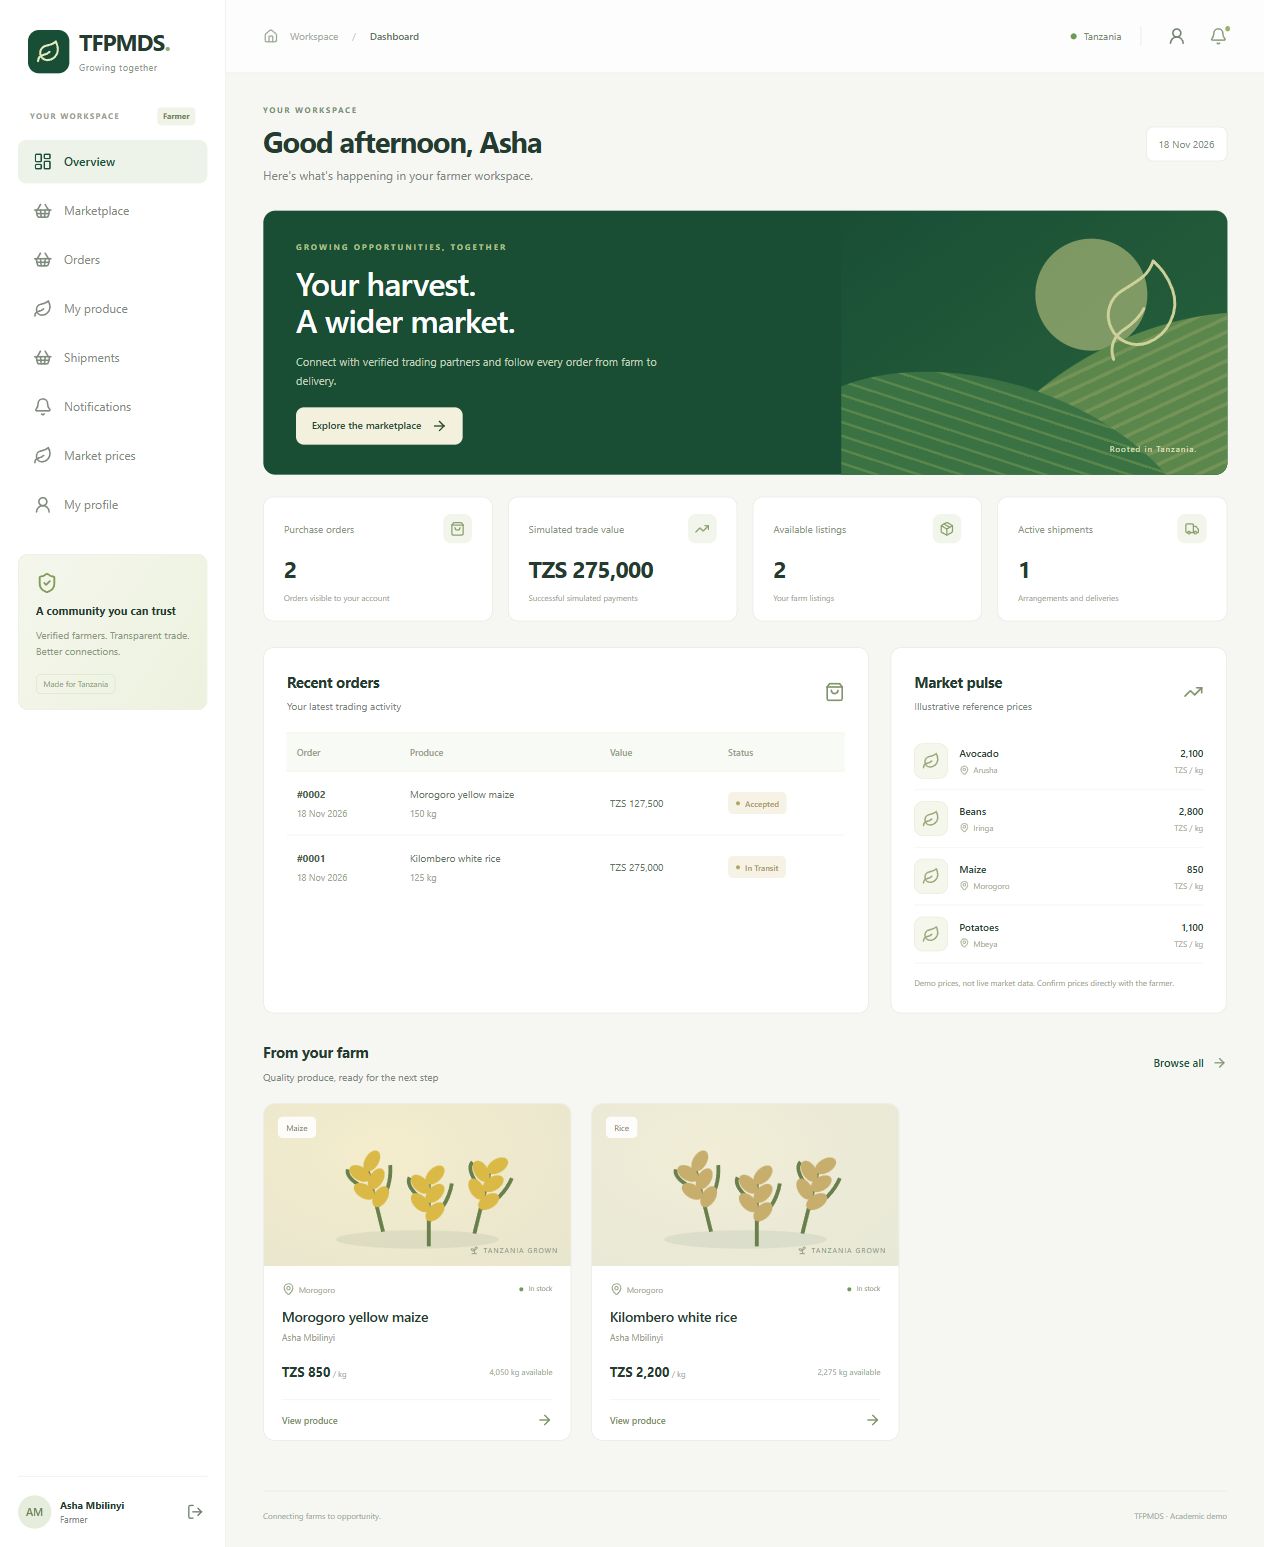 TFPMDS.
Growing together
YOUR WORKSPACE
Farmer
Overview
Marketplace
Orders
My produce
Shipments
Notifications
Market prices
My profile
A community you can trust
Verified farmers. Transparent trade.
Better connections.
Made for Tanzania
AM
Asha Mbilinyi
Farmer
Workspace / Dashboard
Tanzania
YOUR WORKSPACE
Good afternoon, Asha
Here's what's happening in your farmer workspace.
18 Nov 2026
GROWING OPPORTUNITIES, TOGETHER
Your harvest.
A wider market.
Connect with verified trading partners and follow every order from farm to
delivery.
Explore the marketplace
Rooted in Tanzania.
Purchase orders
2
Orders visible to your account
Simulated trade value
TZS 275,000
Successful simulated payments
Available listings
2
Your farm listings
Active shipments
1
Arrangements and deliveries
Recent orders
Your latest trading activity
Order Produce Value Status
#0002 Morogoro yellow maize TZS 127,500 Accepted
18 Nov 2026 150 kg
#0001 Kilombero white rice TZS 275,000 In Transit
18 Nov 2026 125 kg
Market pulse
Illustrative reference prices
Avocado 2,100
Arusha TZS / kg
Beans 2,800
Iringa TZS / kg
Maize 850
Morogoro TZS / kg
Potatoes 1,100
Mbeya TZS / kg
Demo prices, not live market data. Confirm prices directly with the farmer.
From your farm
Quality produce, ready for the next step
Browse all
Maize
TANZANIA GROWN
Morogoro In stock
Morogoro yellow maize
Asha Mbilinyi
TZS 850 / kg 4,050 kg available
View produce
Rice
TANZANIA GROWN
Morogoro In stock
Kilombero white rice
Asha Mbilinyi
TZS 2,200 / kg 2,275 kg available
View produce
Connecting farms to opportunity.
TFPMDS · Academic demo